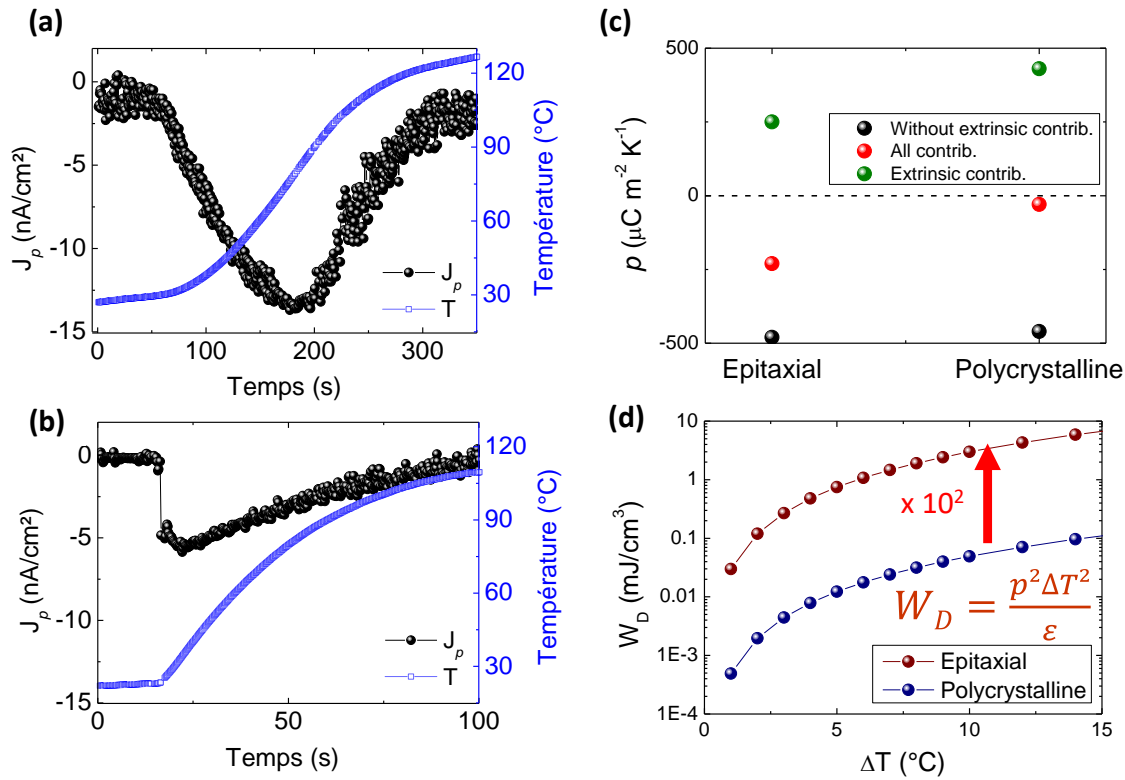 (a)
0
-5
-10
-15
J_p (nA/cm²)
120
90
60
30
Température (°C)
J_p
T
0 100 200 300
Temps (s)
(b)
0
-5
-10
-15
J_p (nA/cm²)
120
90
60
30
Température (°C)
J_p
T
0 50 100
Temps (s)
(c)
500
0
-500
p (μC m⁻² K⁻¹)
Without extrinsic contrib.
All contrib.
Extrinsic contrib.
Epitaxial Polycrystalline
(d)
10
1
0.1
0.01
1E-3
1E-4
W_D (mJ/cm³)
x 10²
W_D = p²ΔT²/ε
Epitaxial
Polycrystalline
0 5 10 15
ΔT (°C)